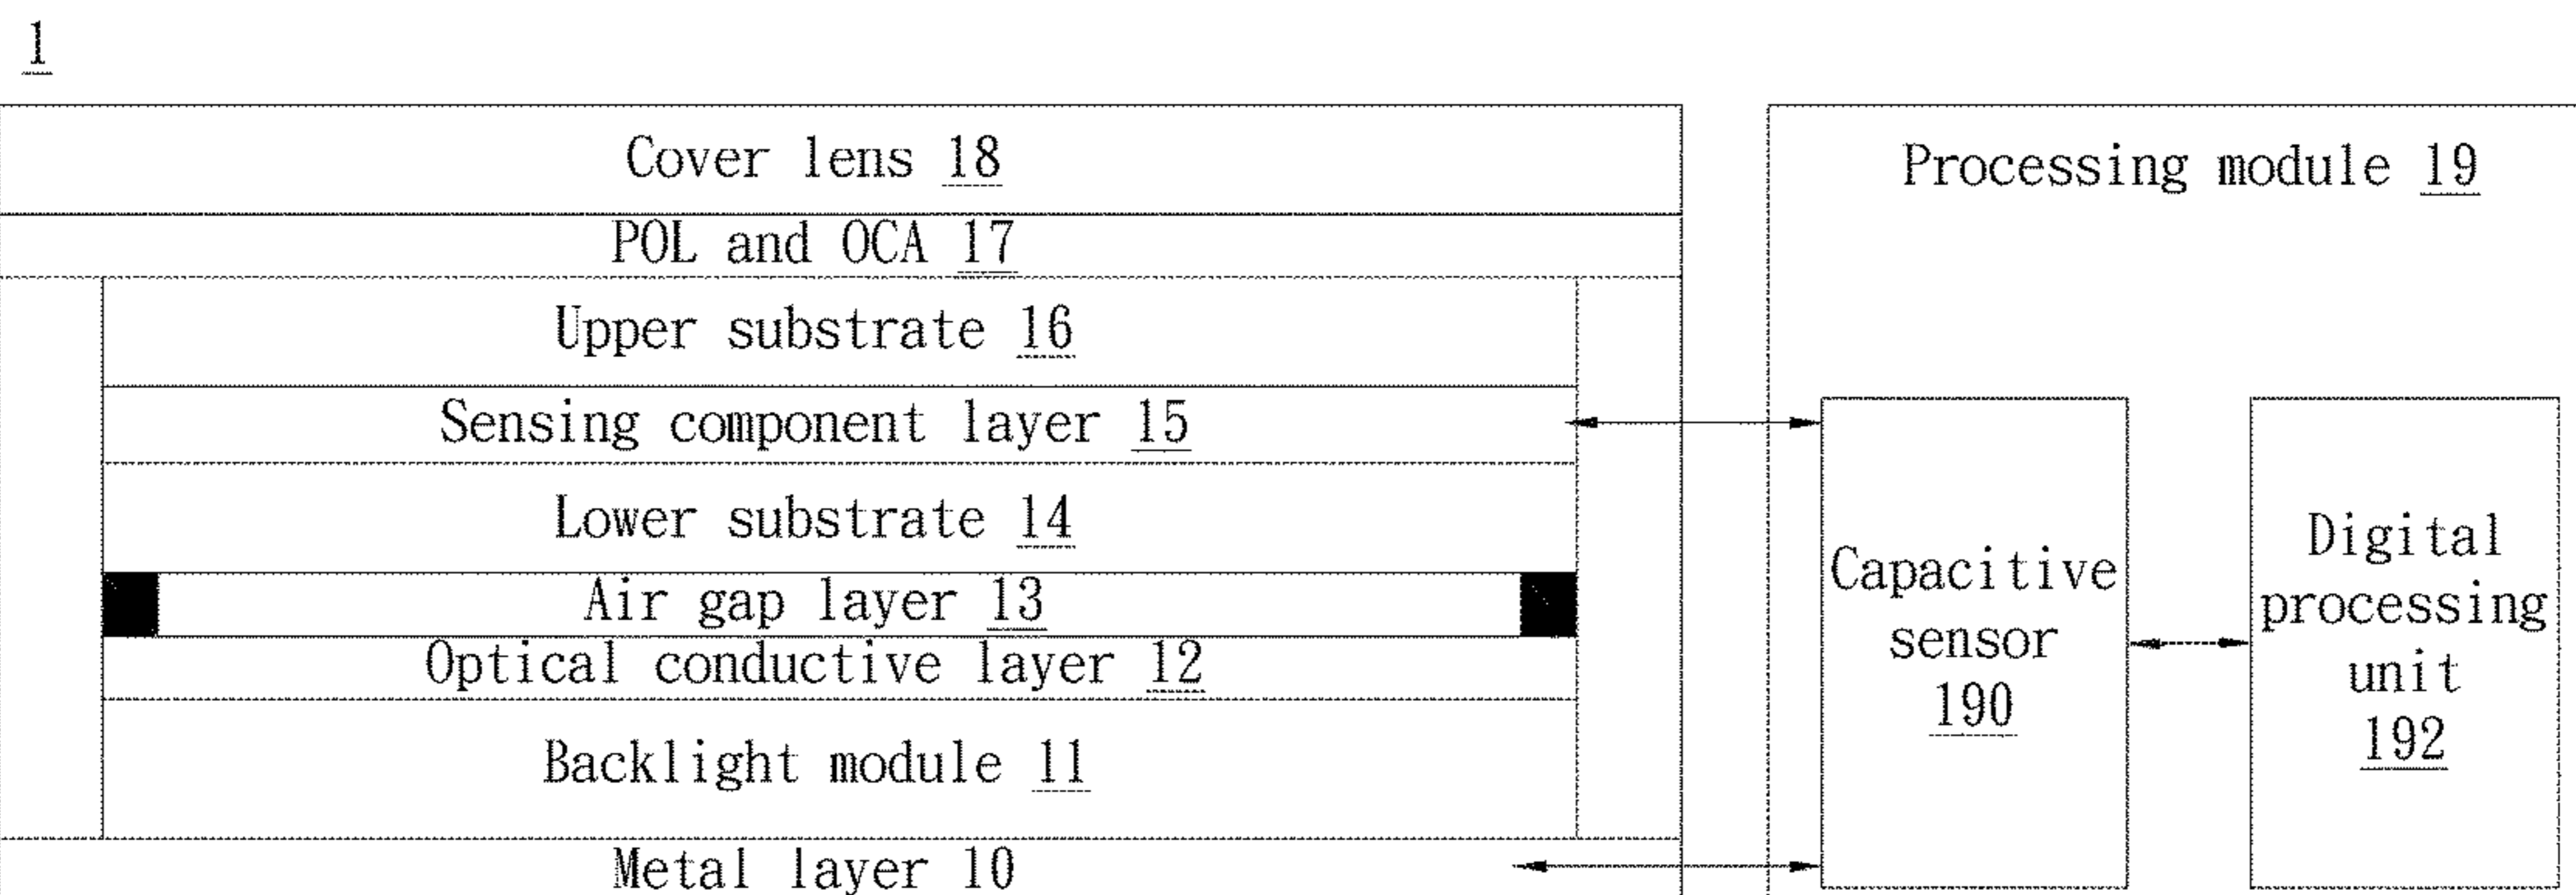 1
Cover lens 18
POL and OCA 17
Upper substrate 16
Sensing component layer 15
Lower substrate 14
Air gap layer 13
Optical conductive layer 12
Backlight module 11
Metal layer 10
Processing module 19
Capacitive
sensor
190
Digital
processing
unit
192